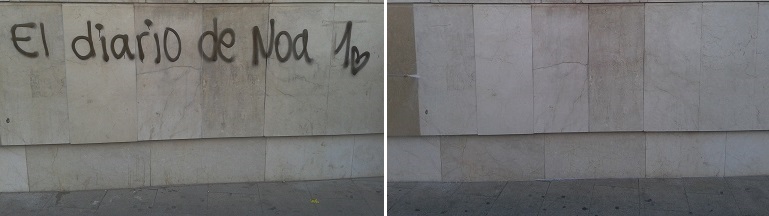 El diario de Noa 1